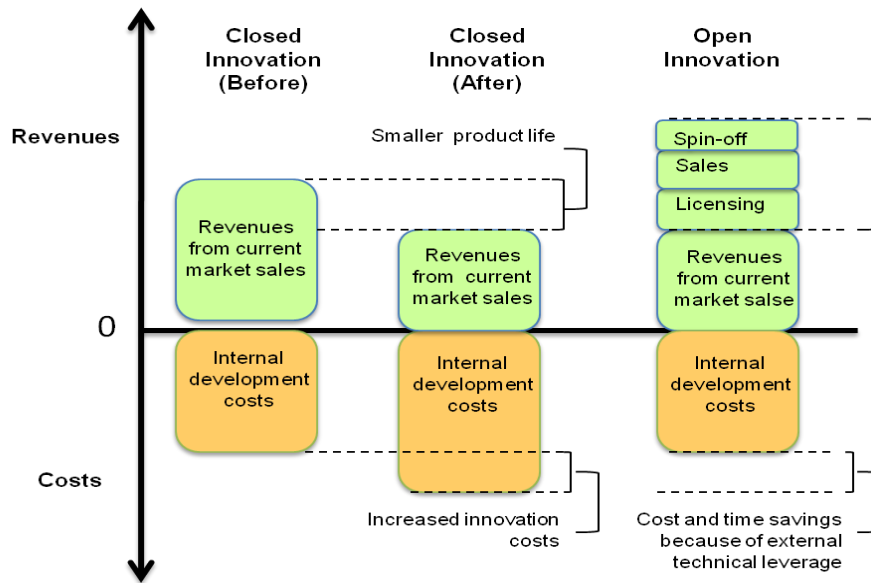 Closed
Innovation
(Before)
Closed
Innovation
(After)
Open
Innovation
Revenues
Smaller product life
Spin-off
Sales
Licensing
Revenues
from current
market sales
Revenues
from current
market sales
Revenues
from current
market salse
0
Internal
development
costs
Internal
development
costs
Internal
development
costs
Costs
Increased innovation
costs
Cost and time savings
because of external
technical leverage